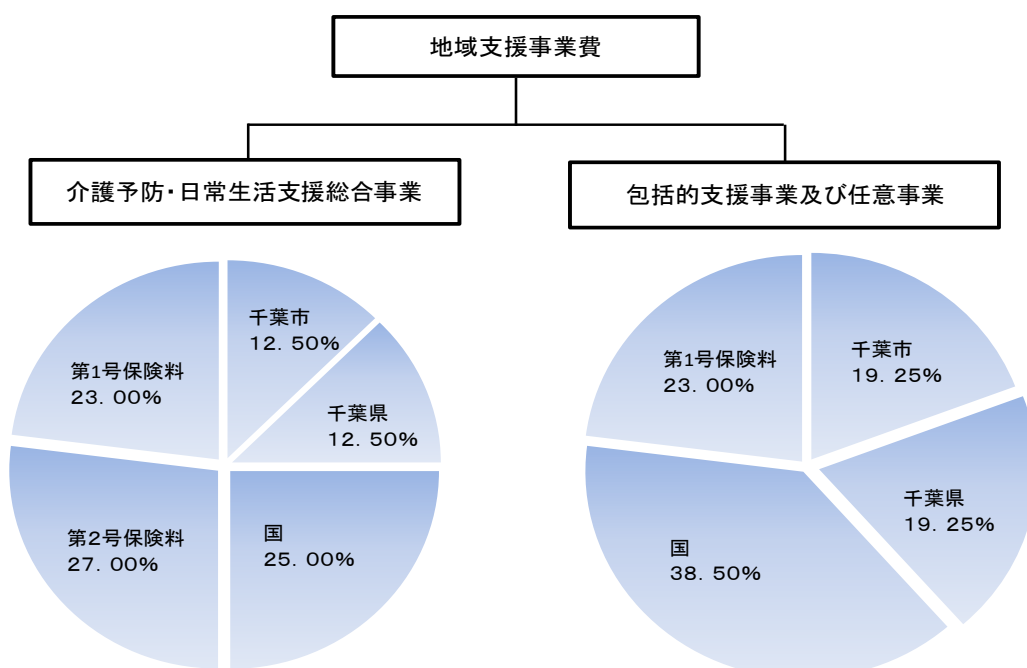 地域支援事業費
介護予防・日常生活支援総合事業
包括的支援事業及び任意事業
千葉市
12．50%
千葉県
12．50%
国
25．00%
第2号保険料
27．00%
第1号保険料
23．00%
千葉市
19．25%
千葉県
19．25%
国
38．50%
第1号保険料
23．00%